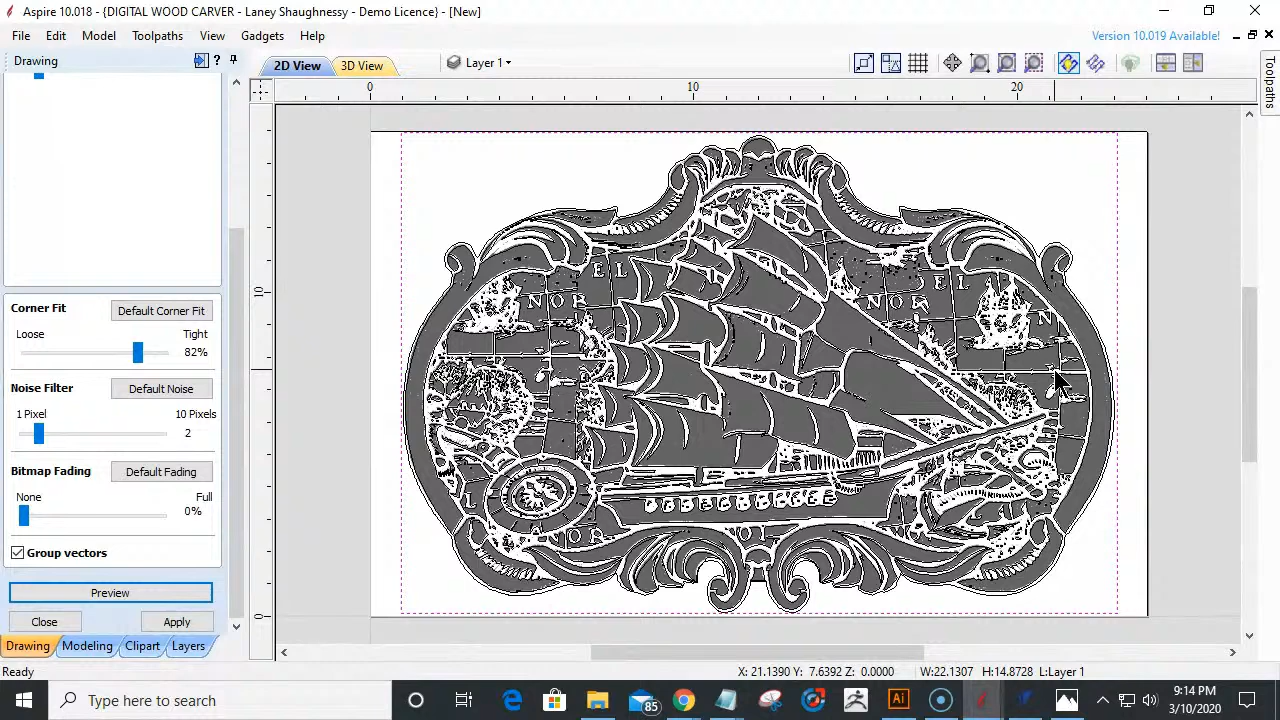 Aspire 10.018 - {DIGITAL WOOD CARVER - Laney Shaughnessy - Demo Licence} - [New]
File Edit Model Toolpaths View Gadgets Help
Version 10.019 Available!
Drawing
?
2D View 3D View
Layer 1
Toolpaths
0 10 20
10
0
Corner Fit
Default Corner Fit
Loose Tight
82%
Noise Filter
Default Noise
1 Pixel 10 Pixels
2
Bitmap Fading
Default Fading
None Full
0%
Group vectors
Preview
Close Apply
Drawing Modeling Clipart Layers
E L
N O R
D E L
N O R
N
L
O R
O
Ready
X: 21.1390 Y: 7.6392 Z: 0.0000
W:22.1307 H:14.8728 L:Layer 1
Type here to search
85
Ai
9:14 PM
3/10/2020